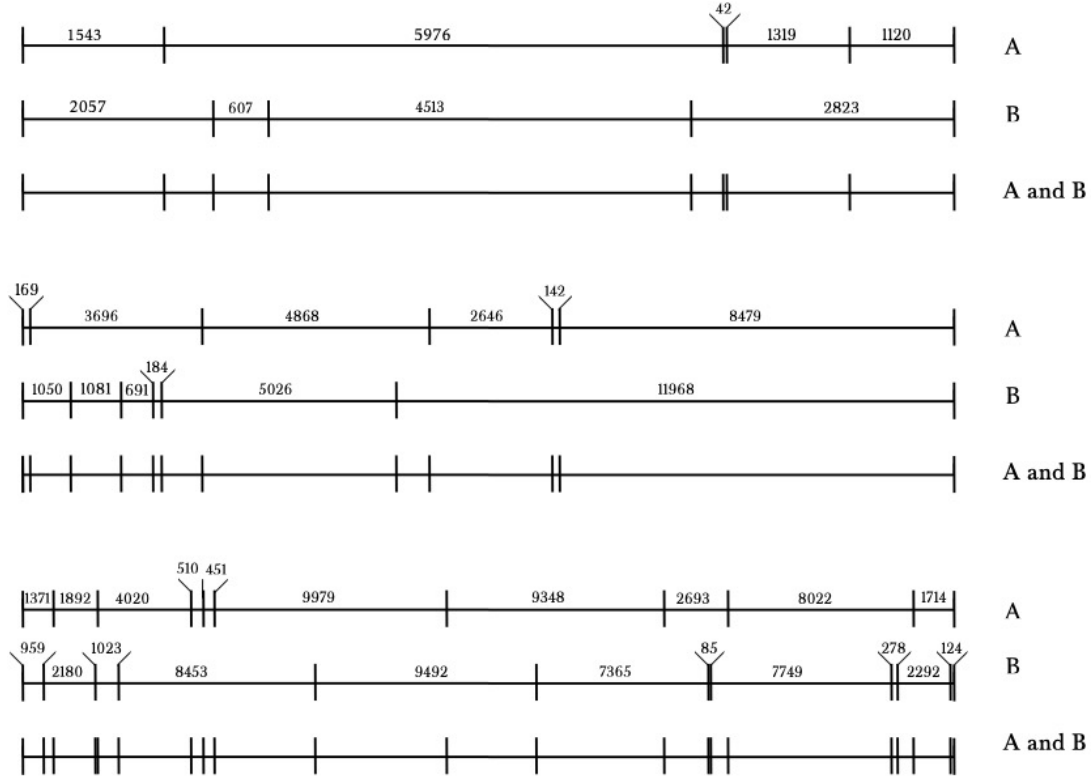 42
1543 5976 1319 1120 A
2057 607 4513 2823 B
A and B
169 142
3696 4868 2646 8479 A
184
1050 1081 691 5026 11968 B
A and B
510 451
1371 1892 4020 9979 9348 2693 8022 1714 A
959 1023 85 278 124
2180 8453 9492 7365 7749 2292 B
A and B